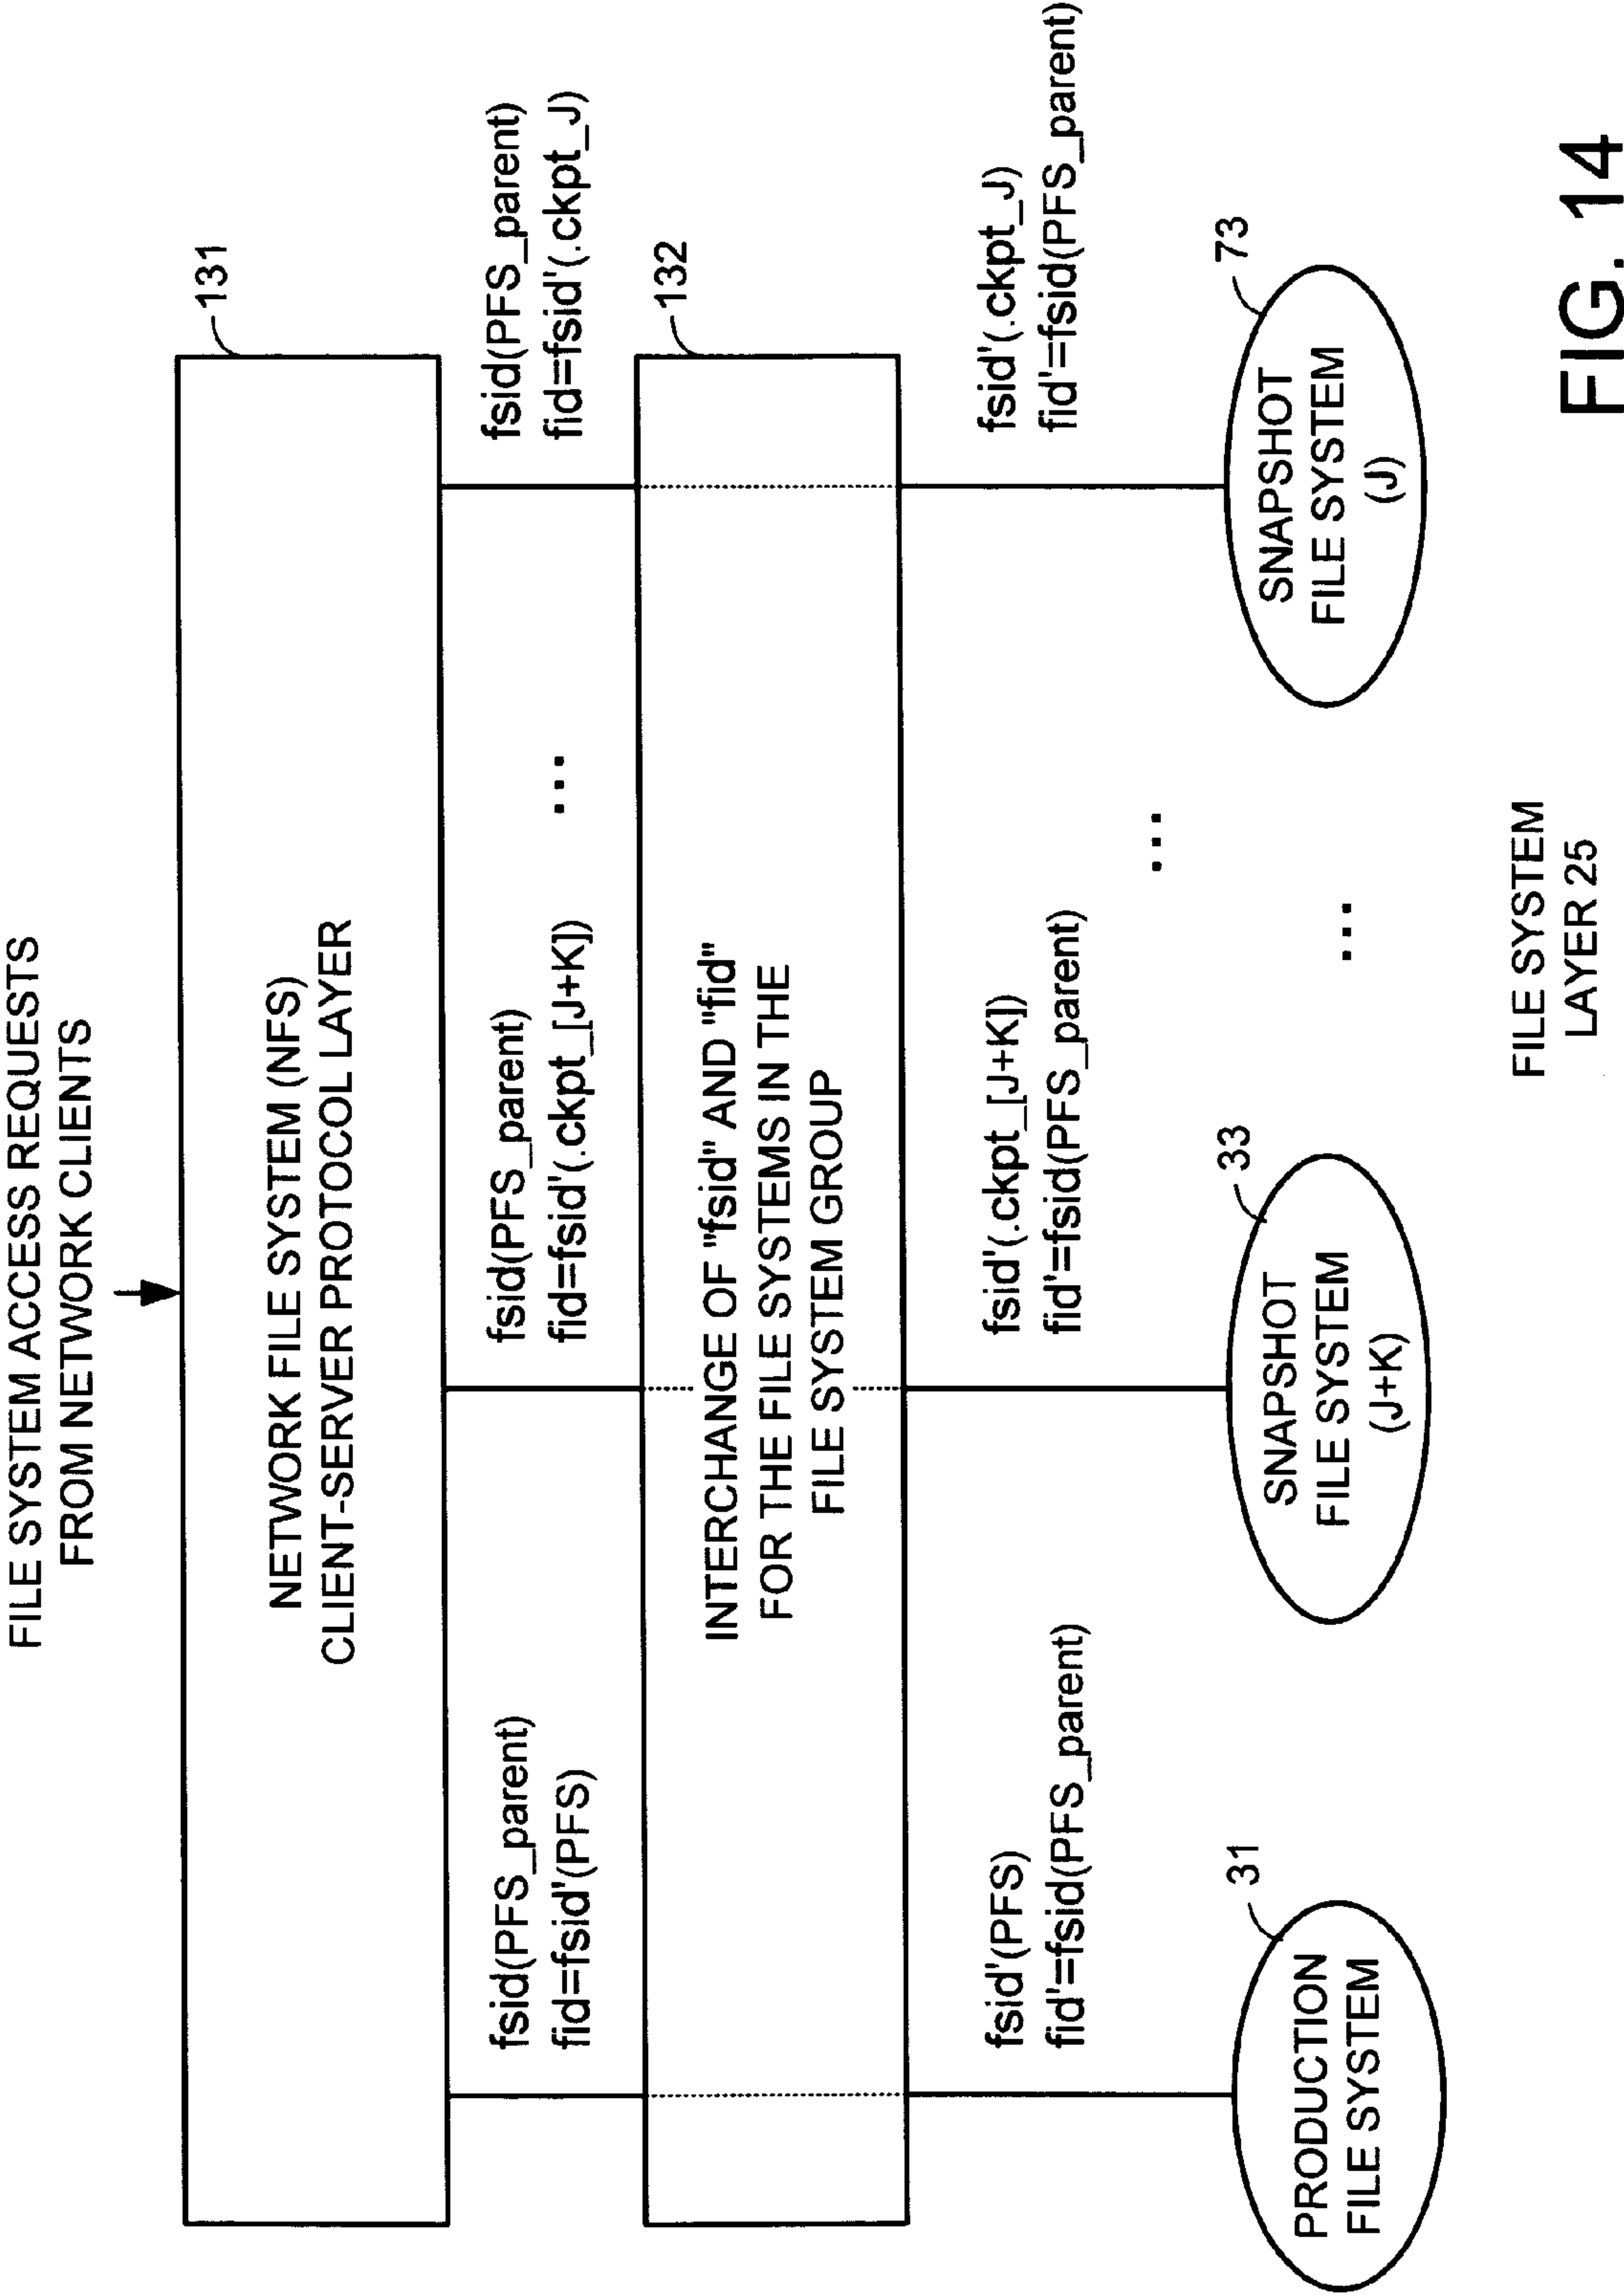 FILE SYSTEM ACCESS REQUESTS
FROM NETWORK CLIENTS
131
NETWORK FILE SYSTEM (NFS)
CLIENT-SERVER PROTOCOL LAYER
fsid(PFS_parent)
fid=fsid'(PFS)
fsid(PFS_parent)
fid=fsid'(.ckpt_[J+K])
...
fsid(PFS_parent)
fid=fsid'(.ckpt_J)
132
INTERCHANGE OF "fsid" AND "fid"
FOR THE FILE SYSTEMS IN THE
FILE SYSTEM GROUP
fsid'(PFS)
fid'=fsid(PFS_parent)
fsid'(.ckpt_[J+K])
fid'=fsid(PFS_parent)
...
fsid'(.ckpt_J)
fid'=fsid(PFS_parent)
31
PRODUCTION
FILE SYSTEM
33
SNAPSHOT
FILE SYSTEM
(J+K)
...
73
SNAPSHOT
FILE SYSTEM
(J)
FILE SYSTEM
LAYER 25
FIG. 14